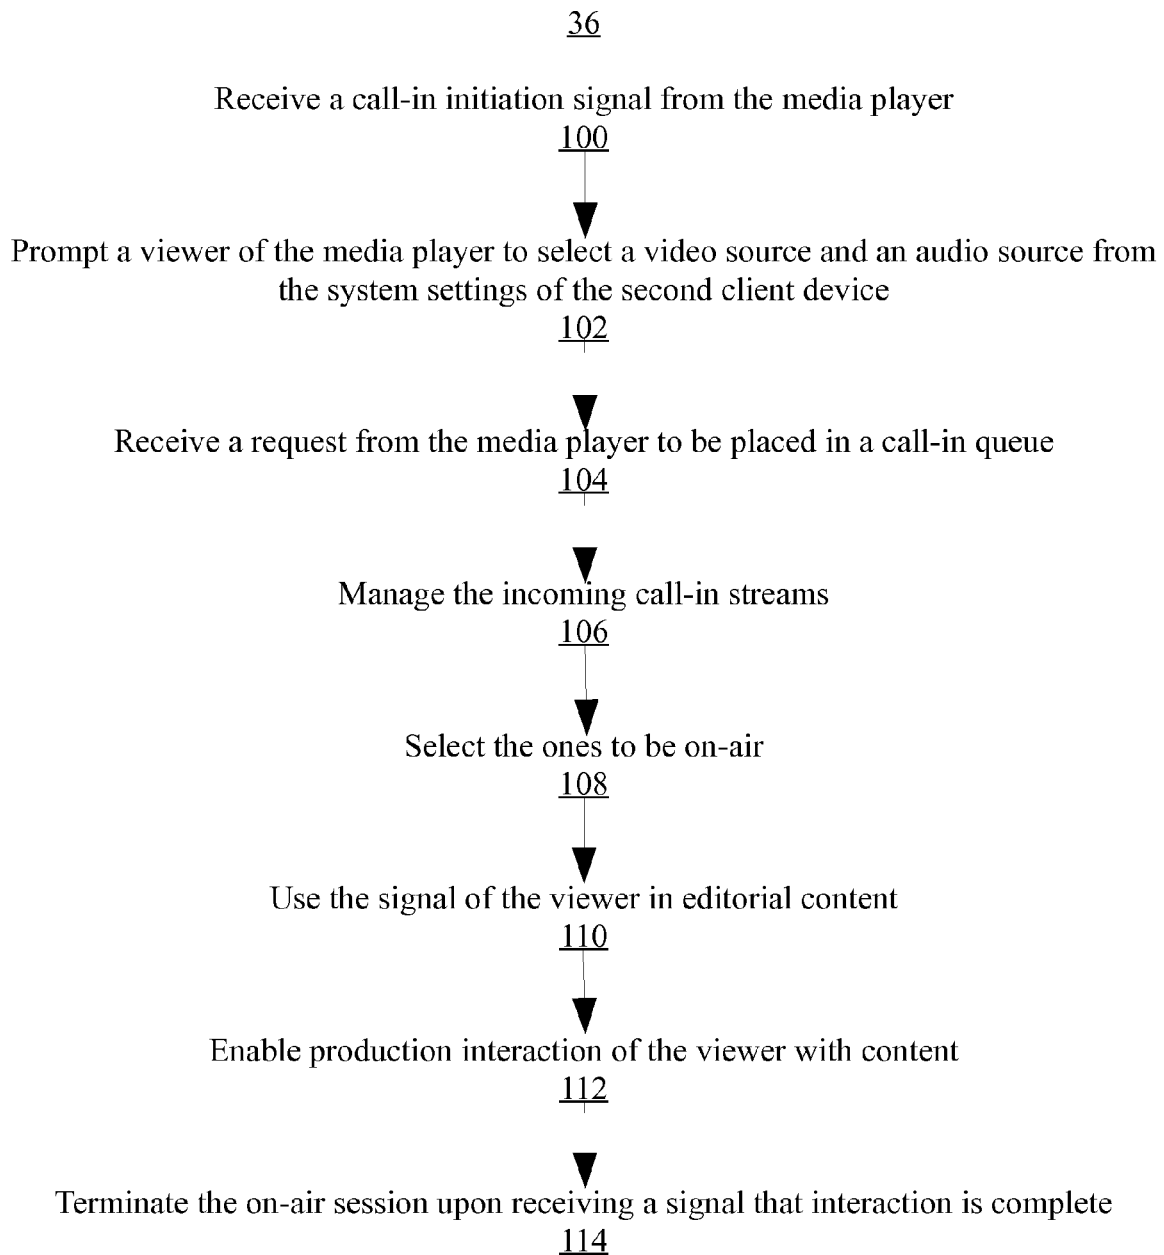 36
Receive a call-in initiation signal from the media player
100
Prompt a viewer of the media player to select a video source and an audio source from
the system settings of the second client device
102
Receive a request from the media player to be placed in a call-in queue
104
Manage the incoming call-in streams
106
Select the ones to be on-air
108
Use the signal of the viewer in editorial content
110
Enable production interaction of the viewer with content
112
Terminate the on-air session upon receiving a signal that interaction is complete
114